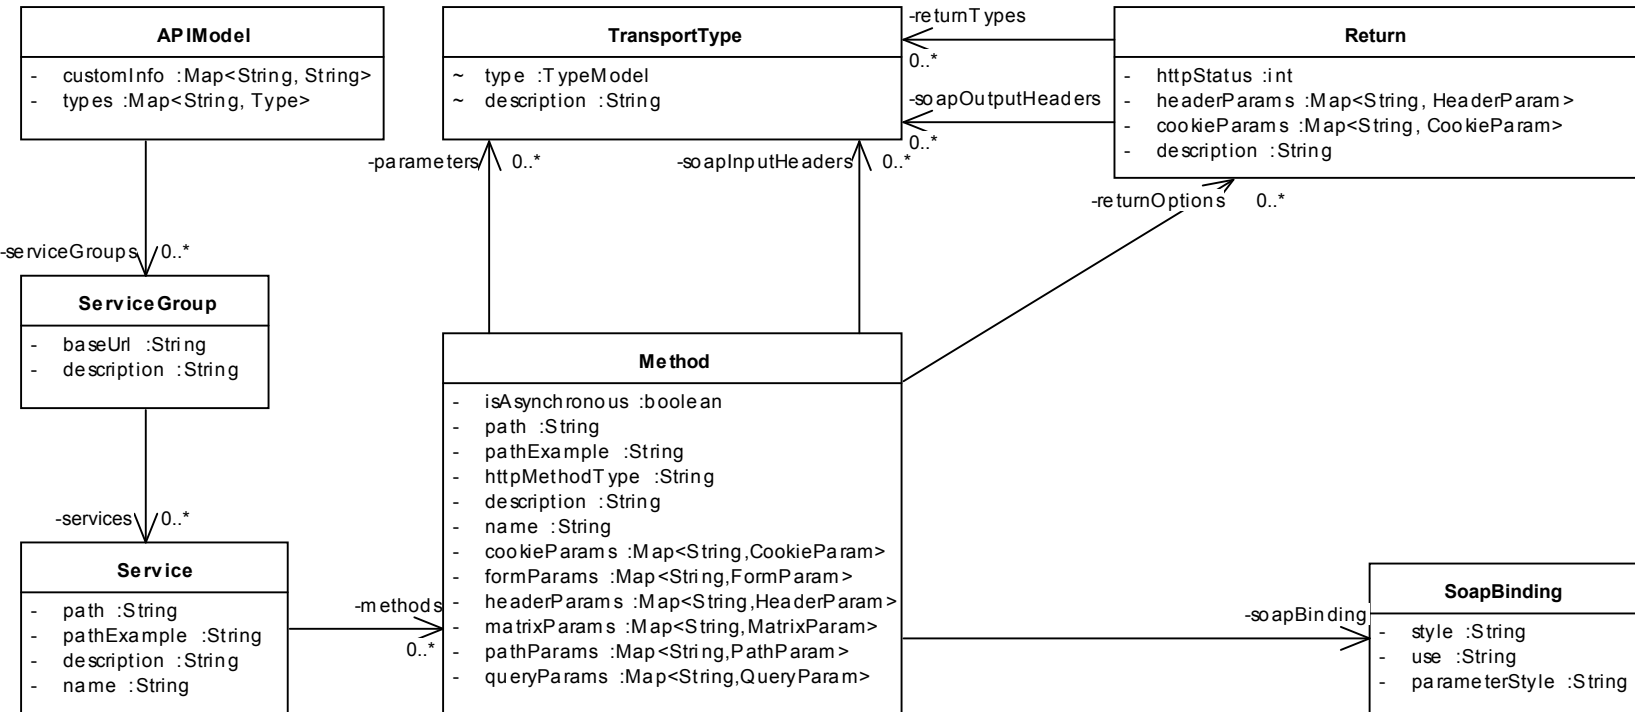 APIModel
- customInfo :Map<String, String>
- types :Map<String, Type>
TransportType
~ type :TypeModel
~ description :String
-returnTypes
0..*
-soapOutputHeaders
0..*
Return
- httpStatus :int
- headerParams :Map<String, HeaderParam>
- cookieParams :Map<String, CookieParam>
- description :String
-parameters
0..*
-soapInputHeaders
0..*
-returnOptions
0..*
-serviceGroups
0..*
ServiceGroup
- baseUrl :String
- description :String
Method
- isAsynchronous :boolean
- path :String
- pathExample :String
- httpMethodType :String
- description :String
- name :String
- cookieParams :Map<String,CookieParam>
- formParams :Map<String,FormParam>
- headerParams :Map<String,HeaderParam>
- matrixParams :Map<String,MatrixParam>
- pathParams :Map<String,PathParam>
- queryParams :Map<String,QueryParam>
-services
0..*
Service
- path :String
- pathExample :String
- description :String
- name :String
-methods
0..*
-soapBinding
SoapBinding
- style :String
- use :String
- parameterStyle :String